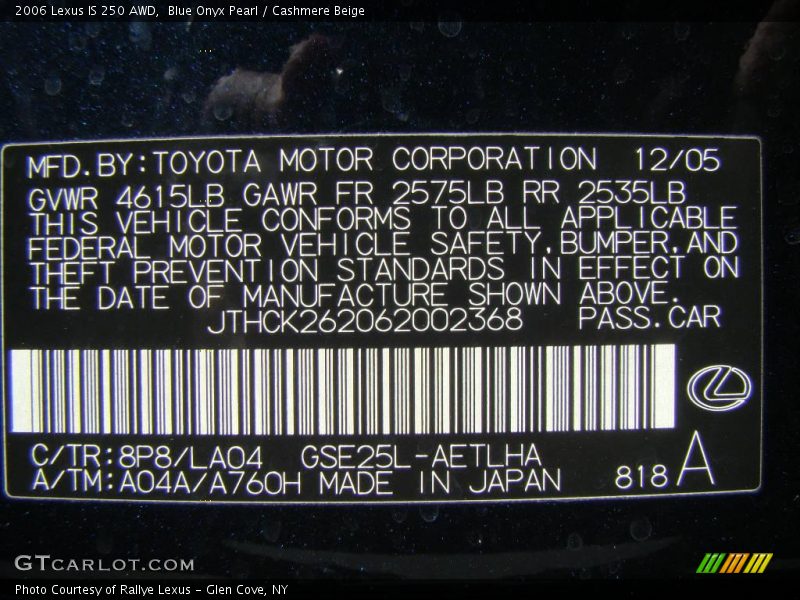 2006 Lexus IS 250 AWD,  Blue Onyx Pearl / Cashmere Beige
MFD.BY:TOYOTA MOTOR CORPORATION 12/05
GVWR 4615LB GAWR FR 2575LB RR 2535LB
THIS VEHICLE CONFORMS TO ALL APPLICABLE
FEDERAL MOTOR VEHICLE SAFETY,BUMPER,AND
THEFT PREVENTION STANDARDS IN EFFECT ON
THE DATE OF MANUFACTURE SHOWN ABOVE.
JTHCK262062002368 PASS.CAR
C/TR:8P8/LA04 GSE25L-AETLHA
A/TM:A04A/A760H MADE IN JAPAN 818 A
GTCARLOT.COM
Photo Courtesy of Rallye Lexus - Glen Cove, NY